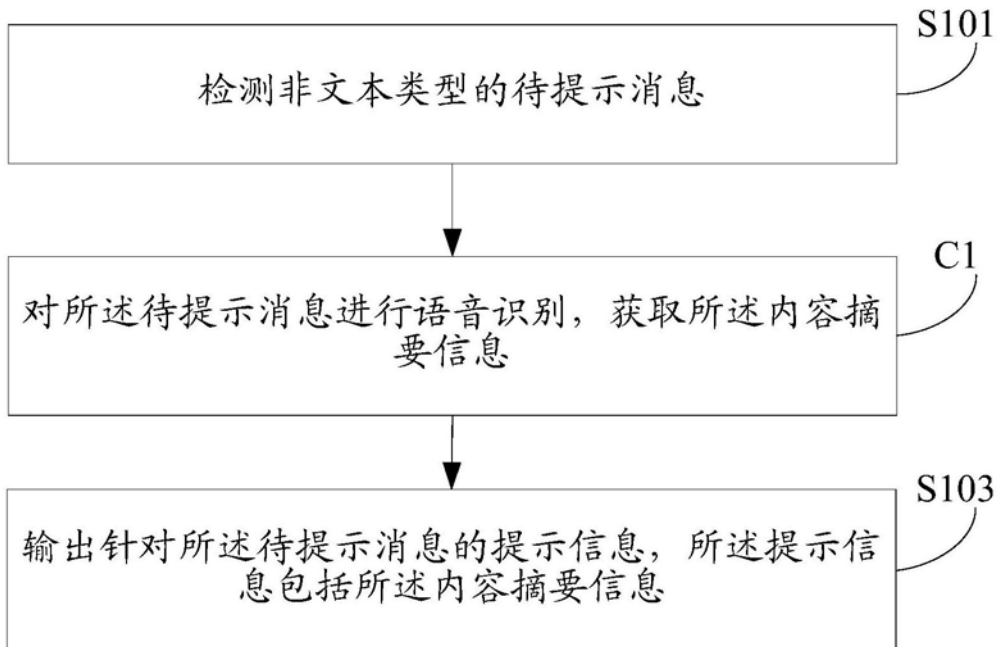 S101
检测非文本类型的待提示消息
C1
对所述待提示消息进行语音识别，获取所述内容摘
要信息
S103
输出针对所述待提示消息的提示信息，所述提示信
息包括所述内容摘要信息